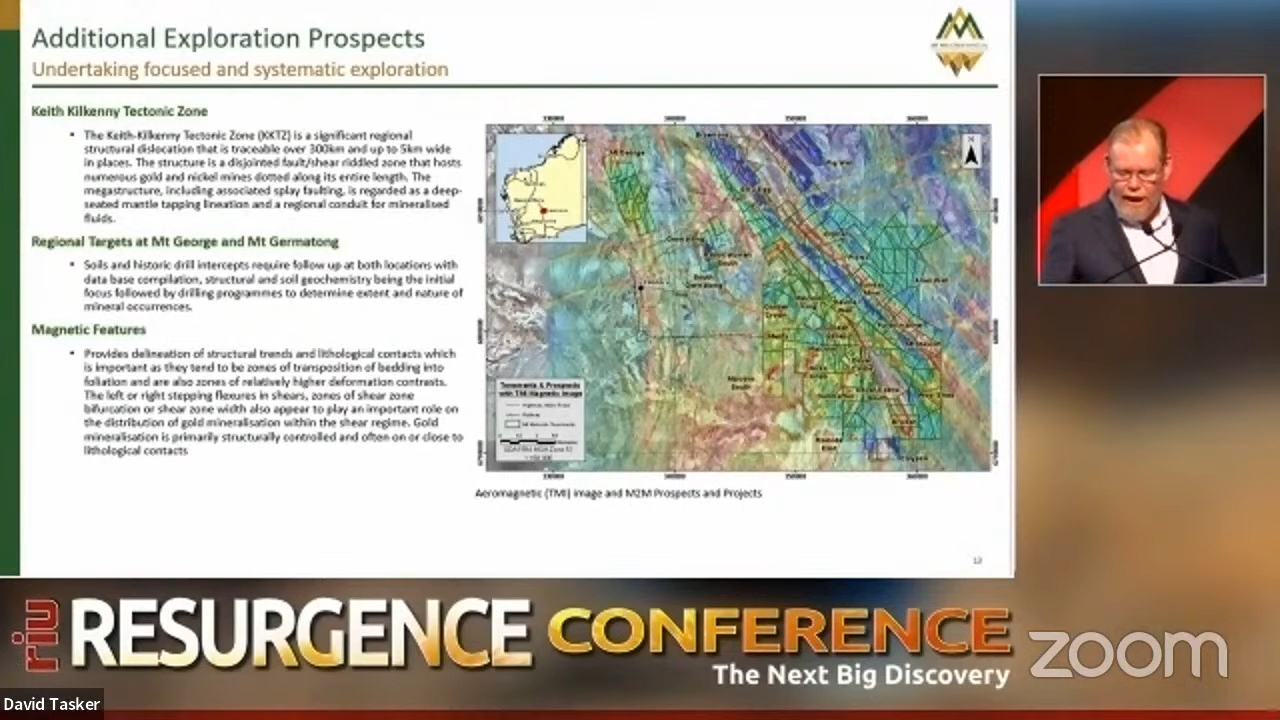 Additional Exploration Prospects
Undertaking focused and systematic exploration
Keith Kilkenny Tectonic Zone
• The Keith-Kilkenny Tectonic Zone (KKTZ) is a significant regional
structural dislocation that is traceable over 300km and up to 5km wide
in places. The structure is a disjointed fault/shear riddled zone that hosts
numerous gold and nickel mines dotted along its entire length. The
megastructure, including associated splay faulting, is regarded as a deep-
seated mantle tapping lineation and a regional conduit for mineralised
fluids.
Regional Targets at Mt George and Mt Germatong
• Soils and historic drill intercepts require follow up at both locations with
data base compilation, structural and soil geochemistry being the initial
focus followed by drilling programmes to determine extent and nature of
mineral occurrences.
Magnetic Features
• Provides delineation of structural trends and lithological contacts which
is important as they tend to be zones of transposition of bedding into
foliation and are also zones of relatively higher deformation contrasts.
The left or right stepping flexures in shears, zones of shear zone
bifurcation or shear zone width also appear to play an important role on
the distribution of gold mineralisation within the shear regime. Gold
mineralisation is primarily structurally controlled and often on or close to
lithological contacts
Mt George
Tenements & Prospects
with TMI Magnetic Image
Aeromagnetic (TMI) image and M2M Prospects and Projects
riu RESURGENCE CONFERENCE
The Next Big Discovery
zoom
David Tasker